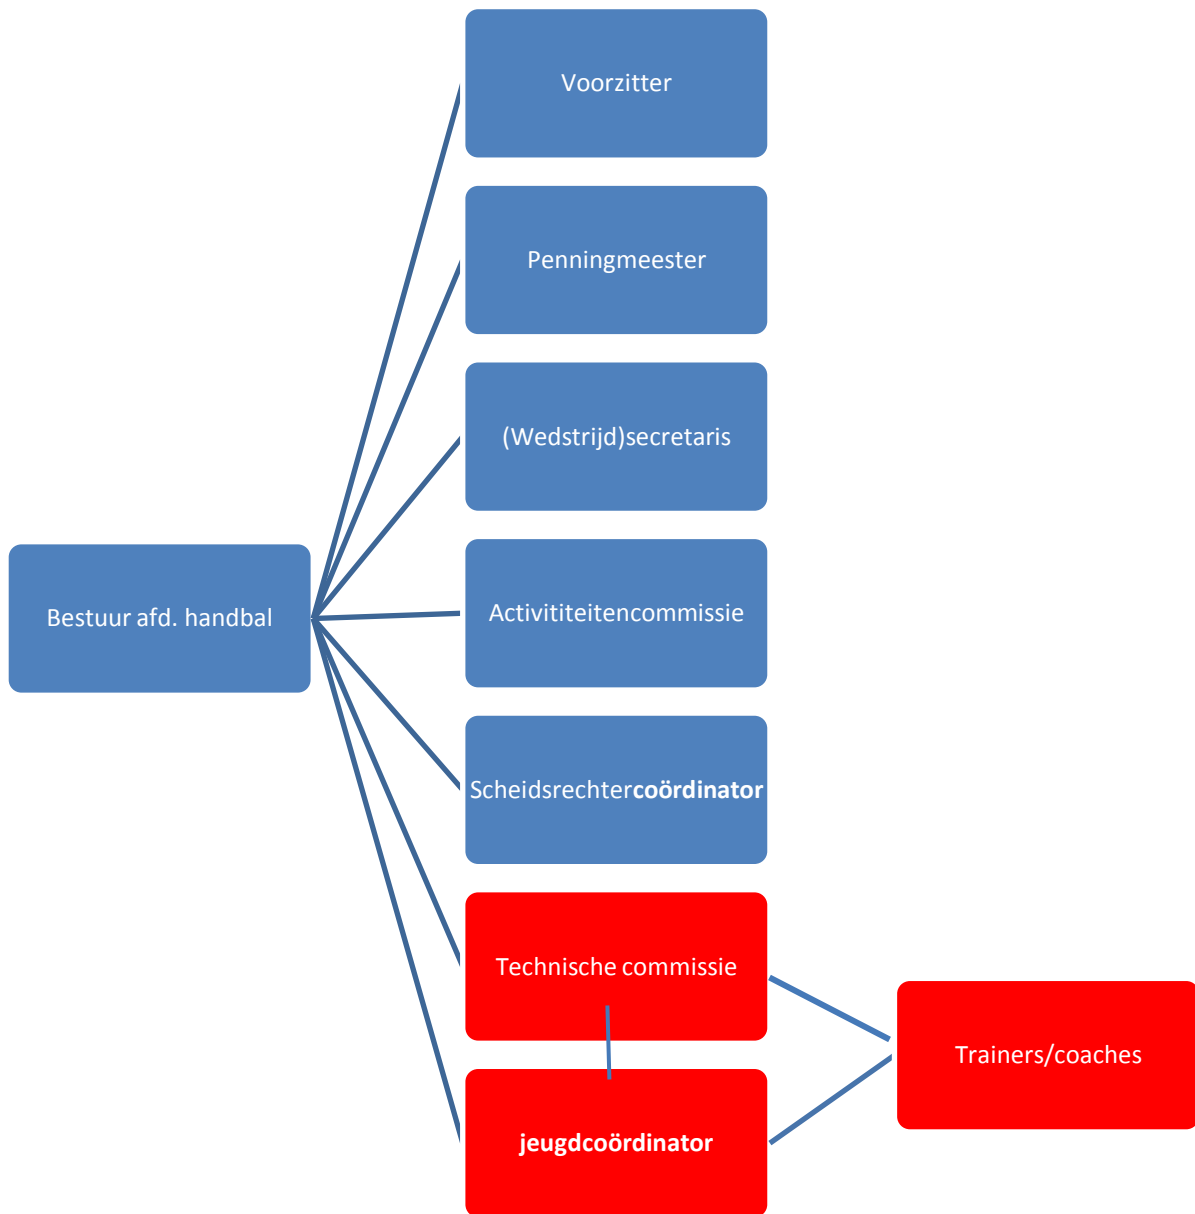 Voorzitter
Penningmeester
(Wedstrijd)secretaris
Bestuur afd. handbal
Activititeitencommissie
Scheidsrechtercoördinator
Technische commissie
Trainers/coaches
jeugdcoördinator